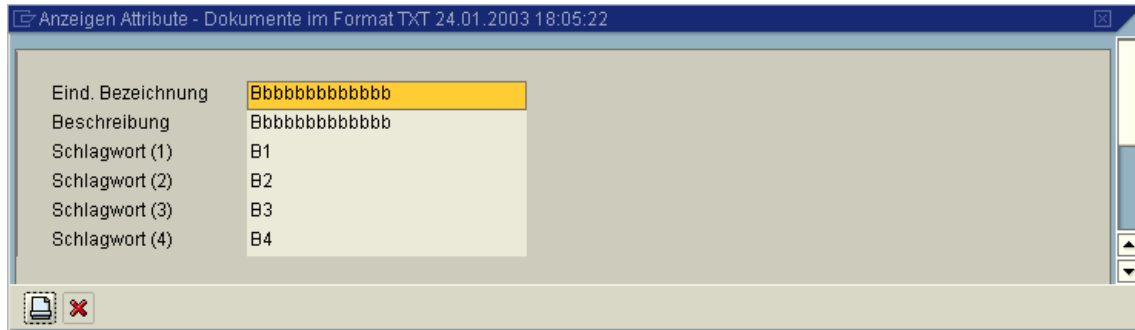 Anzeigen Attribute - Dokumente im Format TXT 24.01.2003 18:05:22
Eind. Bezeichnung Bbbbbbbbbbbbb
Beschreibung Bbbbbbbbbbbbb
Schlagwort (1) B1
Schlagwort (2) B2
Schlagwort (3) B3
Schlagwort (4) B4